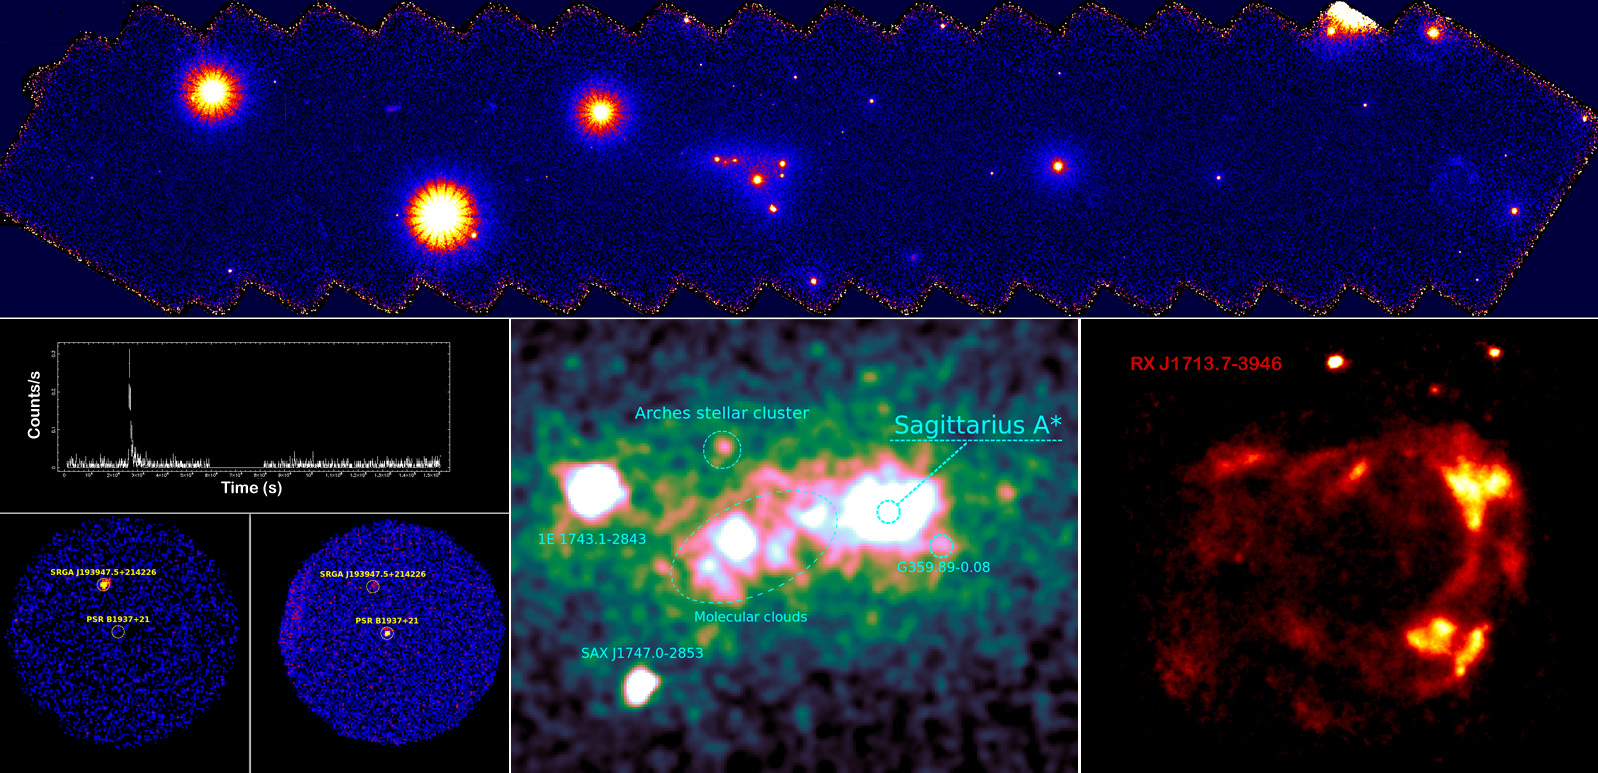 Counts/s
Time (s)
SRGA J193947.5+214226
PSR B1937+21
SRGA J193947.5+214226
PSR B1937+21
Arches stellar cluster
Sagittarius A*
1E 1743.1-2843
G359.89-0.08
Molecular clouds
SAX J1747.0-2853
RX J1713.7-3946